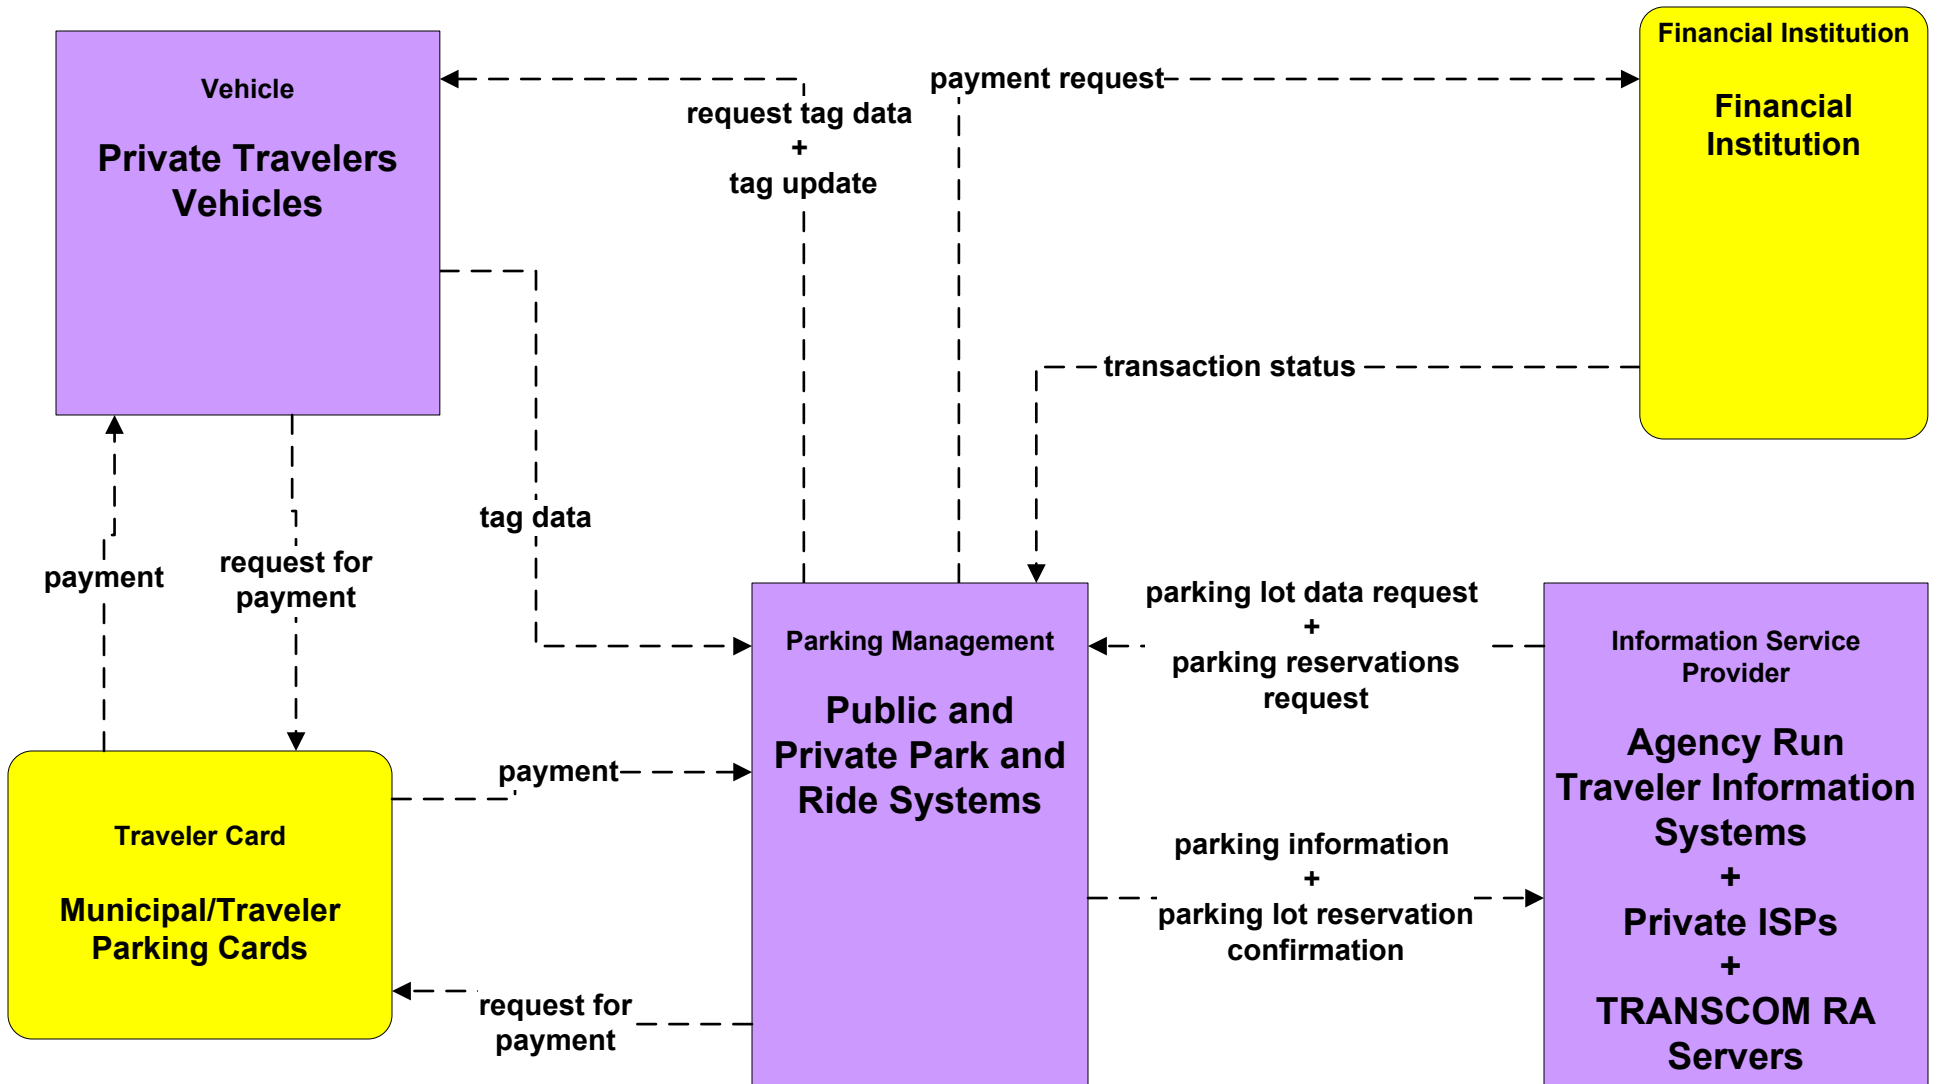 Financial Institution
Financial
Institution
Vehicle
Private Travelers
Vehicles
request tag data
+
tag update
payment request
transaction status
tag data
payment
request for
payment
parking lot data request
+
parking reservations
request
Parking Management
Public and
Private Park and
Ride Systems
Information Service
Provider
Agency Run
Traveler Information
Systems
+
Private ISPs
+
TRANSCOM RA
Servers
payment
Traveler Card
Municipal/Traveler
Parking Cards
parking information
+
parking lot reservation
confirmation
request for
payment